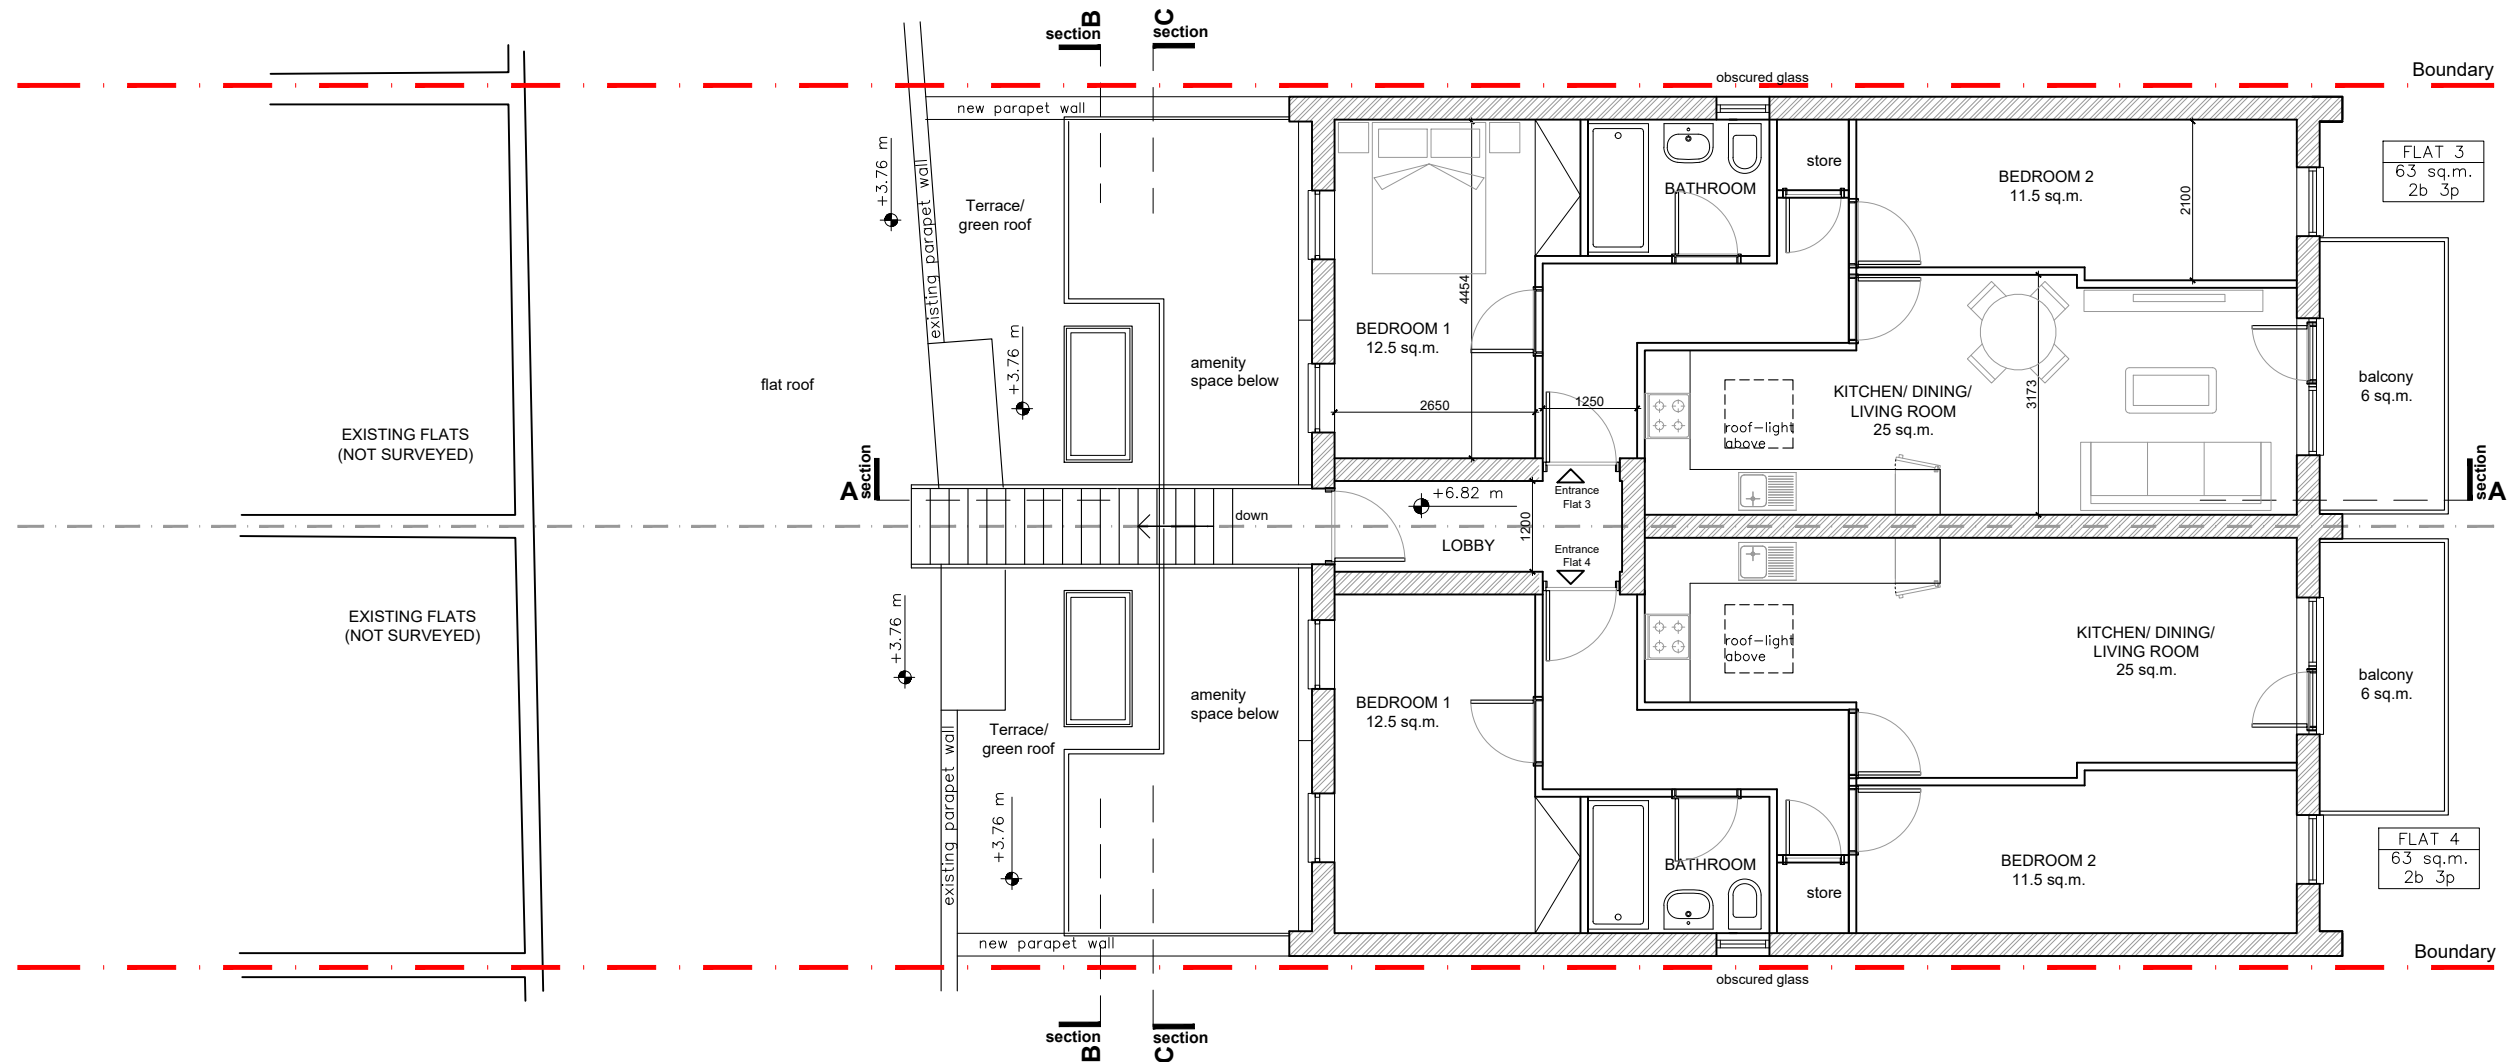 B
section
C
section
Boundary
obscured glass
new parapet wall
+3.76 m
existing parapet wall
Terrace/
green roof
store
BATHROOM
BEDROOM 2
11.5 sq.m.
2100
FLAT 3
63 sq.m.
2b 3p
4454
BEDROOM 1
12.5 sq.m.
+3.76 m
amenity
space below
flat roof
2650
1250
KITCHEN/ DINING/
LIVING ROOM
25 sq.m.
3173
roof-light
above
balcony
6 sq.m.
EXISTING FLATS
(NOT SURVEYED)
A
section
section
A
+6.82 m
Entrance
Flat 3
down
1200
LOBBY
Entrance
Flat 4
EXISTING FLATS
(NOT SURVEYED)
+3.76 m
roof-light
above
KITCHEN/ DINING/
LIVING ROOM
25 sq.m.
balcony
6 sq.m.
amenity
space below
BEDROOM 1
12.5 sq.m.
Terrace/
green roof
existing parapet wall
+3.76 m
BATHROOM
store
BEDROOM 2
11.5 sq.m.
FLAT 4
63 sq.m.
2b 3p
new parapet wall
Boundary
obscured glass
section
B
section
C